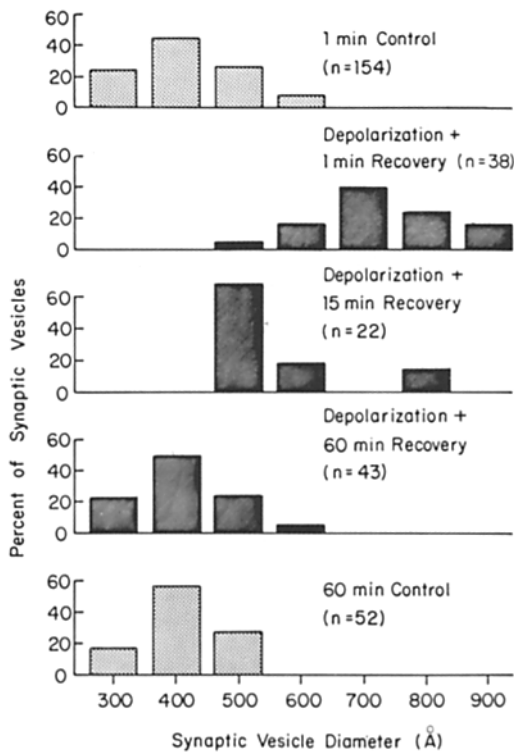 Percent of Synaptic Vesicles
60
40
20
0
1 min Control
(n=154)
40
20
0
Depolarization +
1 min Recovery (n=38)
60
40
20
0
Depolarization +
15 min Recovery
(n=22)
60
40
20
0
Depolarization +
60 min Recovery
(n=43)
60
40
20
0
60 min Control
(n=52)
300 400 500 600 700 800 900
Synaptic Vesicle Diameter (Å)